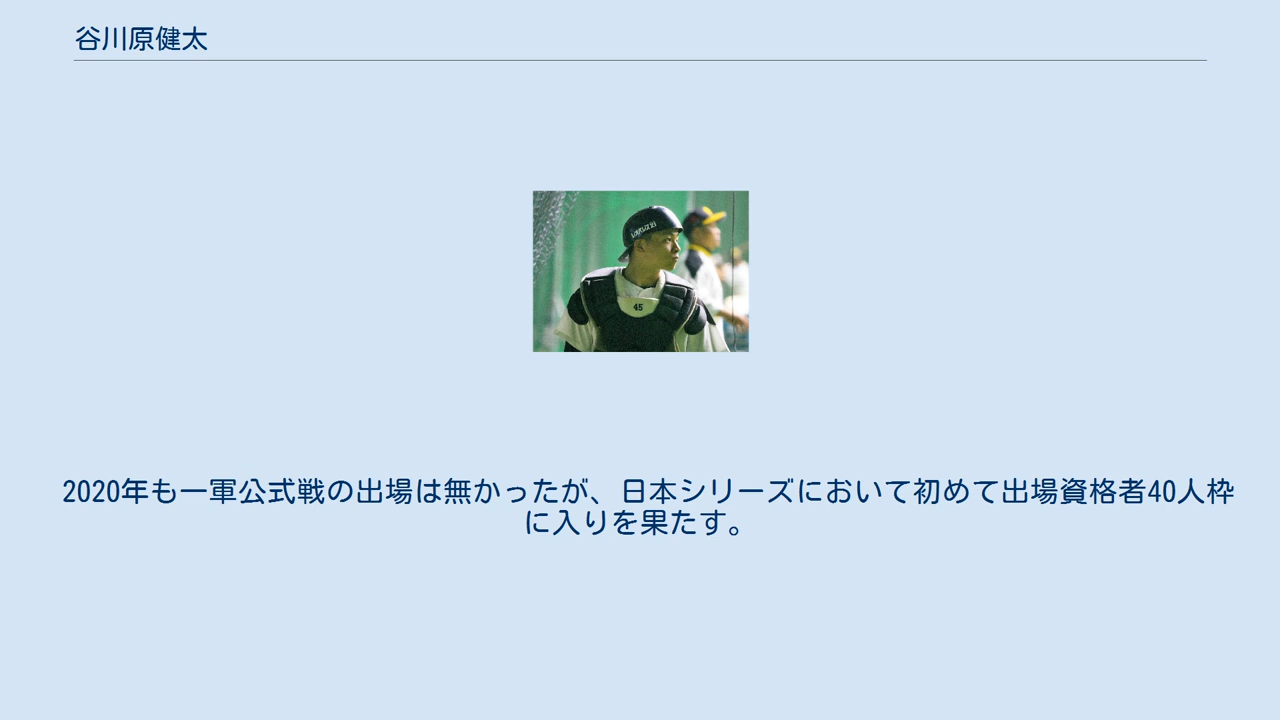 谷川原健太
45
2020年も一軍公式戦の出場は無かったが、日本シリーズにおいて初めて出場資格者40人枠
に入りを果たす。